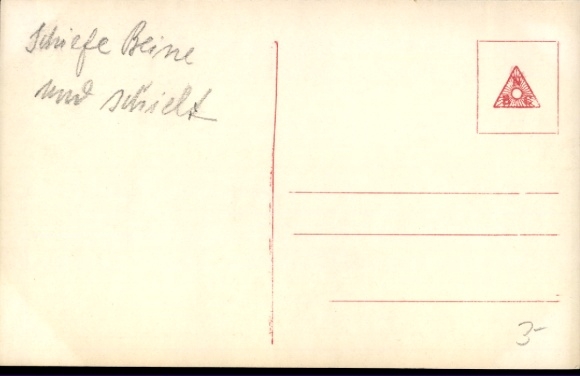 Schiefe Beine
und schielt
3-